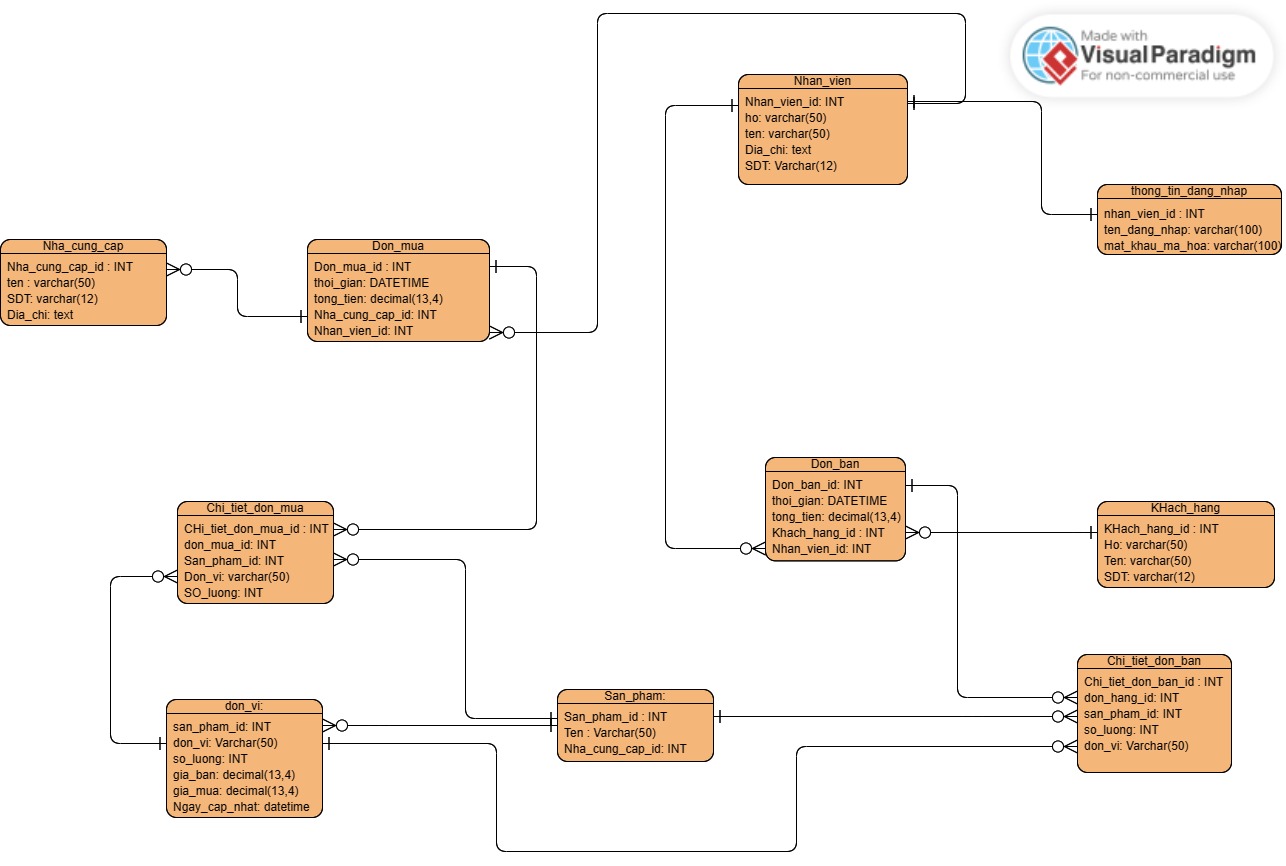 Made with
Visual Paradigm
For non-commercial use
Nhan_vien
Nhan_vien_id: INT
ho: varchar(50)
ten: varchar(50)
Dia_chi: text
SDT: Varchar(12)
thong_tin_dang_nhap
nhan_vien_id : INT
ten_dang_nhap: varchar(100)
mat_khau_ma_hoa: varchar(100)
Nha_cung_cap
Nha_cung_cap_id : INT
ten : varchar(50)
SDT: varchar(12)
Dia_chi: text
Don_mua
Don_mua_id : INT
thoi_gian: DATETIME
tong_tien: decimal(13,4)
Nha_cung_cap_id: INT
Nhan_vien_id: INT
Don_ban
Don_ban_id: INT
thoi_gian: DATETIME
tong_tien: decimal(13,4)
Khach_hang_id : INT
Nhan_vien_id: INT
KHach_hang
KHach_hang_id : INT
Ho: varchar(50)
Ten: varchar(50)
SDT: varchar(12)
Chi_tiet_don_mua
CHi_tiet_don_mua_id : INT
don_mua_id: INT
San_pham_id: INT
Don_vi: varchar(50)
SO_luong: INT
Chi_tiet_don_ban
Chi_tiet_don_ban_id : INT
don_hang_id: INT
san_pham_id: INT
so_luong: INT
don_vi: Varchar(50)
San_pham:
San_pham_id : INT
Ten : Varchar(50)
Nha_cung_cap_id: INT
don_vi:
san_pham_id: INT
don_vi: Varchar(50)
so_luong: INT
gia_ban: decimal(13,4)
gia_mua: decimal(13,4)
Ngay_cap_nhat: datetime